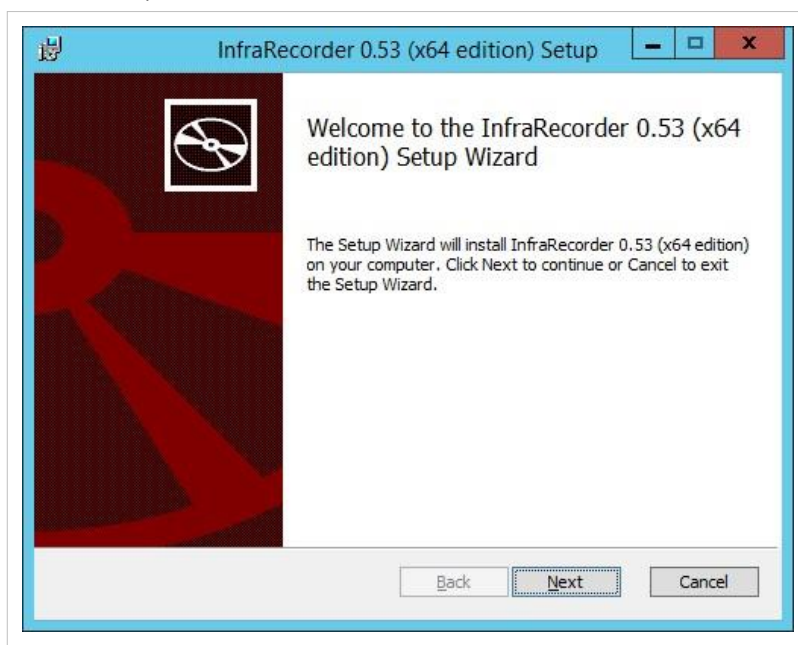 InfraRecorder 0.53 (x64 edition) Setup
Welcome to the InfraRecorder 0.53 (x64
edition) Setup Wizard
The Setup Wizard will install InfraRecorder 0.53 (x64 edition)
on your computer. Click Next to continue or Cancel to exit
the Setup Wizard.
Back Next Cancel